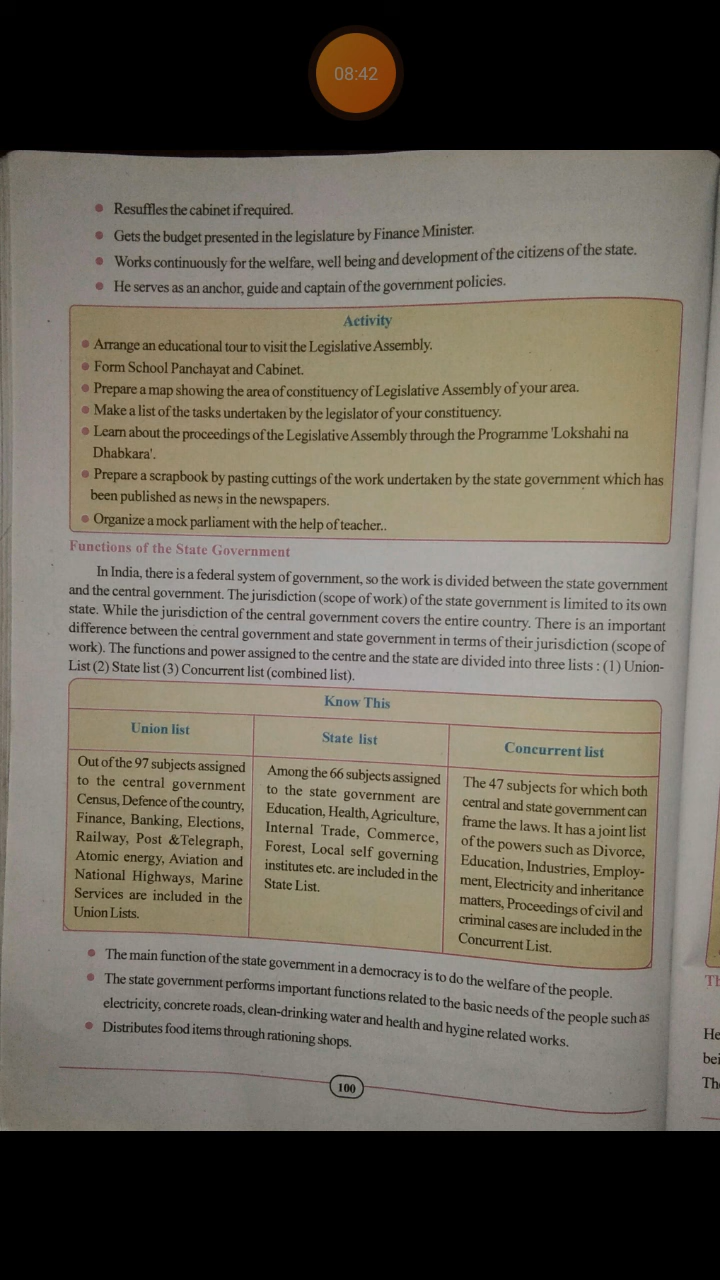 08:42
Resuffles the cabinet if required.
Gets the budget presented in the legislature by Finance Minister.
Works continuously for the welfare, well being and development of the citizens of the state.
He serves as an anchor, guide and captain of the government policies.
Activity
Arrange an educational tour to visit the Legislative Assembly.
Form School Panchayat and Cabinet.
Prepare a map showing the area of constituency of Legislative Assembly of your area.
Make a list of the tasks undertaken by the legislator of your constituency.
Learn about the proceedings of the Legislative Assembly through the Programme 'Lokshahi na
Dhabkara'.
Prepare a scrapbook by pasting cuttings of the work undertaken by the state government which has
been published as news in the newspapers.
Organize a mock parliament with the help of teacher..
Functions of the State Government
In India, there is a federal system of government, so the work is divided between the state government
and the central government. The jurisdiction (scope of work) of the state government is limited to its own
state. While the jurisdiction of the central government covers the entire country. There is an important
difference between the central government and state government in terms of their jurisdiction (scope of
work). The functions and power assigned to the centre and the state are divided into three lists : (1) Union-
List (2) State list (3) Concurrent list (combined list).
Know This
Union list
Out of the 97 subjects assigned
to the central government
Census, Defence of the country,
Finance, Banking, Elections,
Railway, Post &Telegraph,
Atomic energy, Aviation and
National Highways, Marine
Services are included in the
Union Lists.
State list
Among the 66 subjects assigned
to the state government are
Education, Health, Agriculture,
Internal Trade, Commerce,
Forest, Local self governing
institutes etc. are included in the
State List.
Concurrent list
The 47 subjects for which both
central and state government can
frame the laws. It has a joint list
of the powers such as Divorce,
Education, Industries, Employ-
ment, Electricity and inheritance
matters, Proceedings of civil and
criminal cases are included in the
Concurrent List.
The main function of the state government in a democracy is to do the welfare of the people.
The state government performs important functions related to the basic needs of the people such as
electricity, concrete roads, clean-drinking water and health and hygine related works.
Distributes food items through rationing shops.
100
Th
He
bei
The